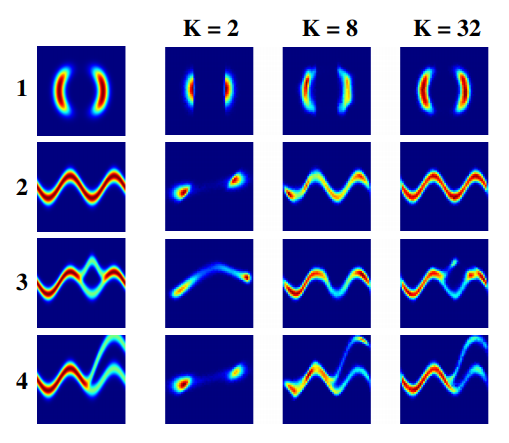 K = 2 K = 8 K = 32
1
2
3
4